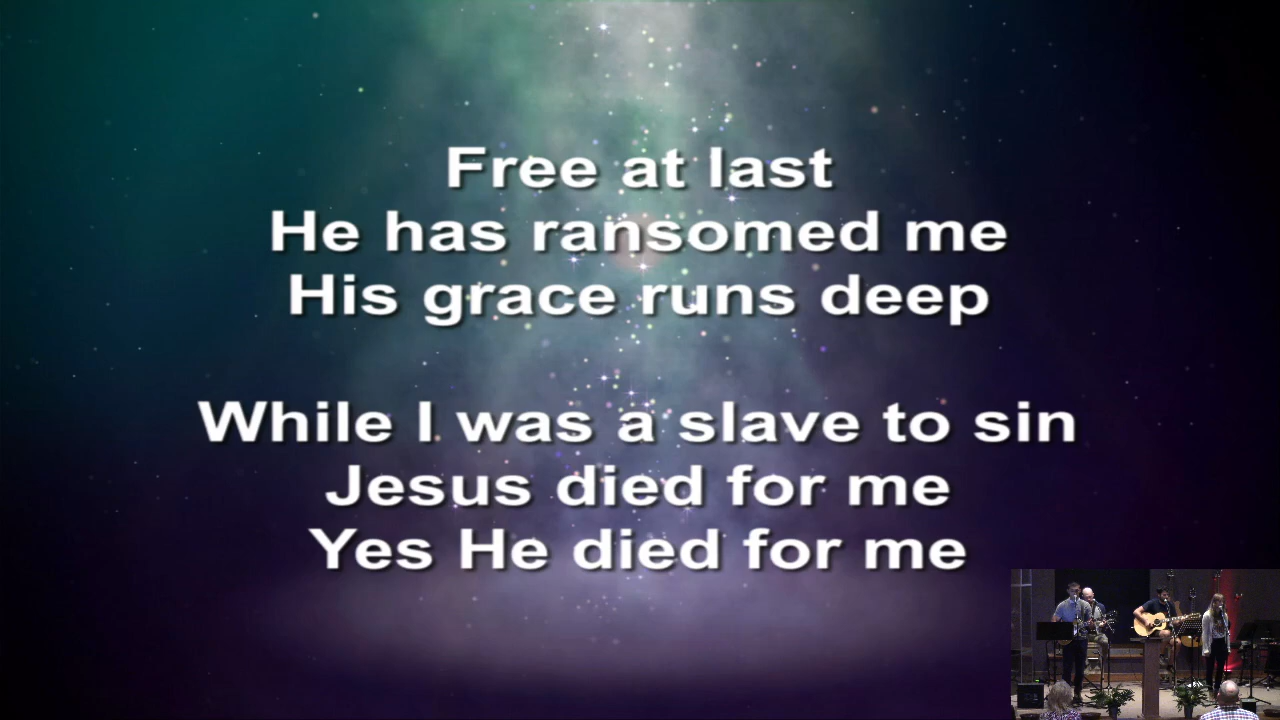 Free at last
He has ransomed me
His grace runs deep
While I was a slave to sin
Jesus died for me
Yes He died for me